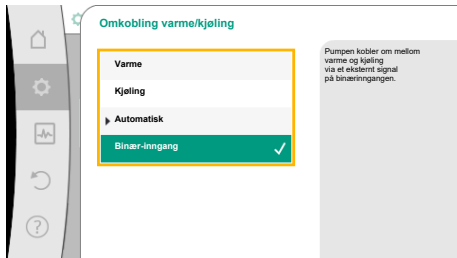 Omkobling varme/kjøling
Varme
Kjøling
Automatisk
Binær-inngang
Pumpen kobler om mellom
varme og kjøling
via et eksternt signal
på binærinngangen.